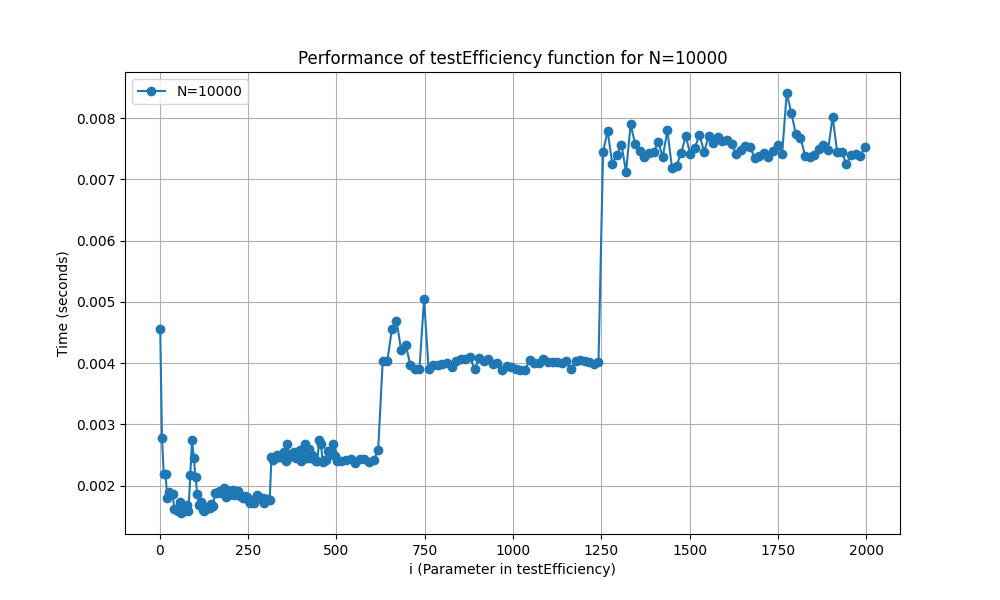 Performance of testEfficiency function for N=10000
N=10000
Time (seconds)
0.008
0.007
0.006
0.005
0.004
0.003
0.002
0 250 500 750 1000 1250 1500 1750 2000
i (Parameter in testEfficiency)